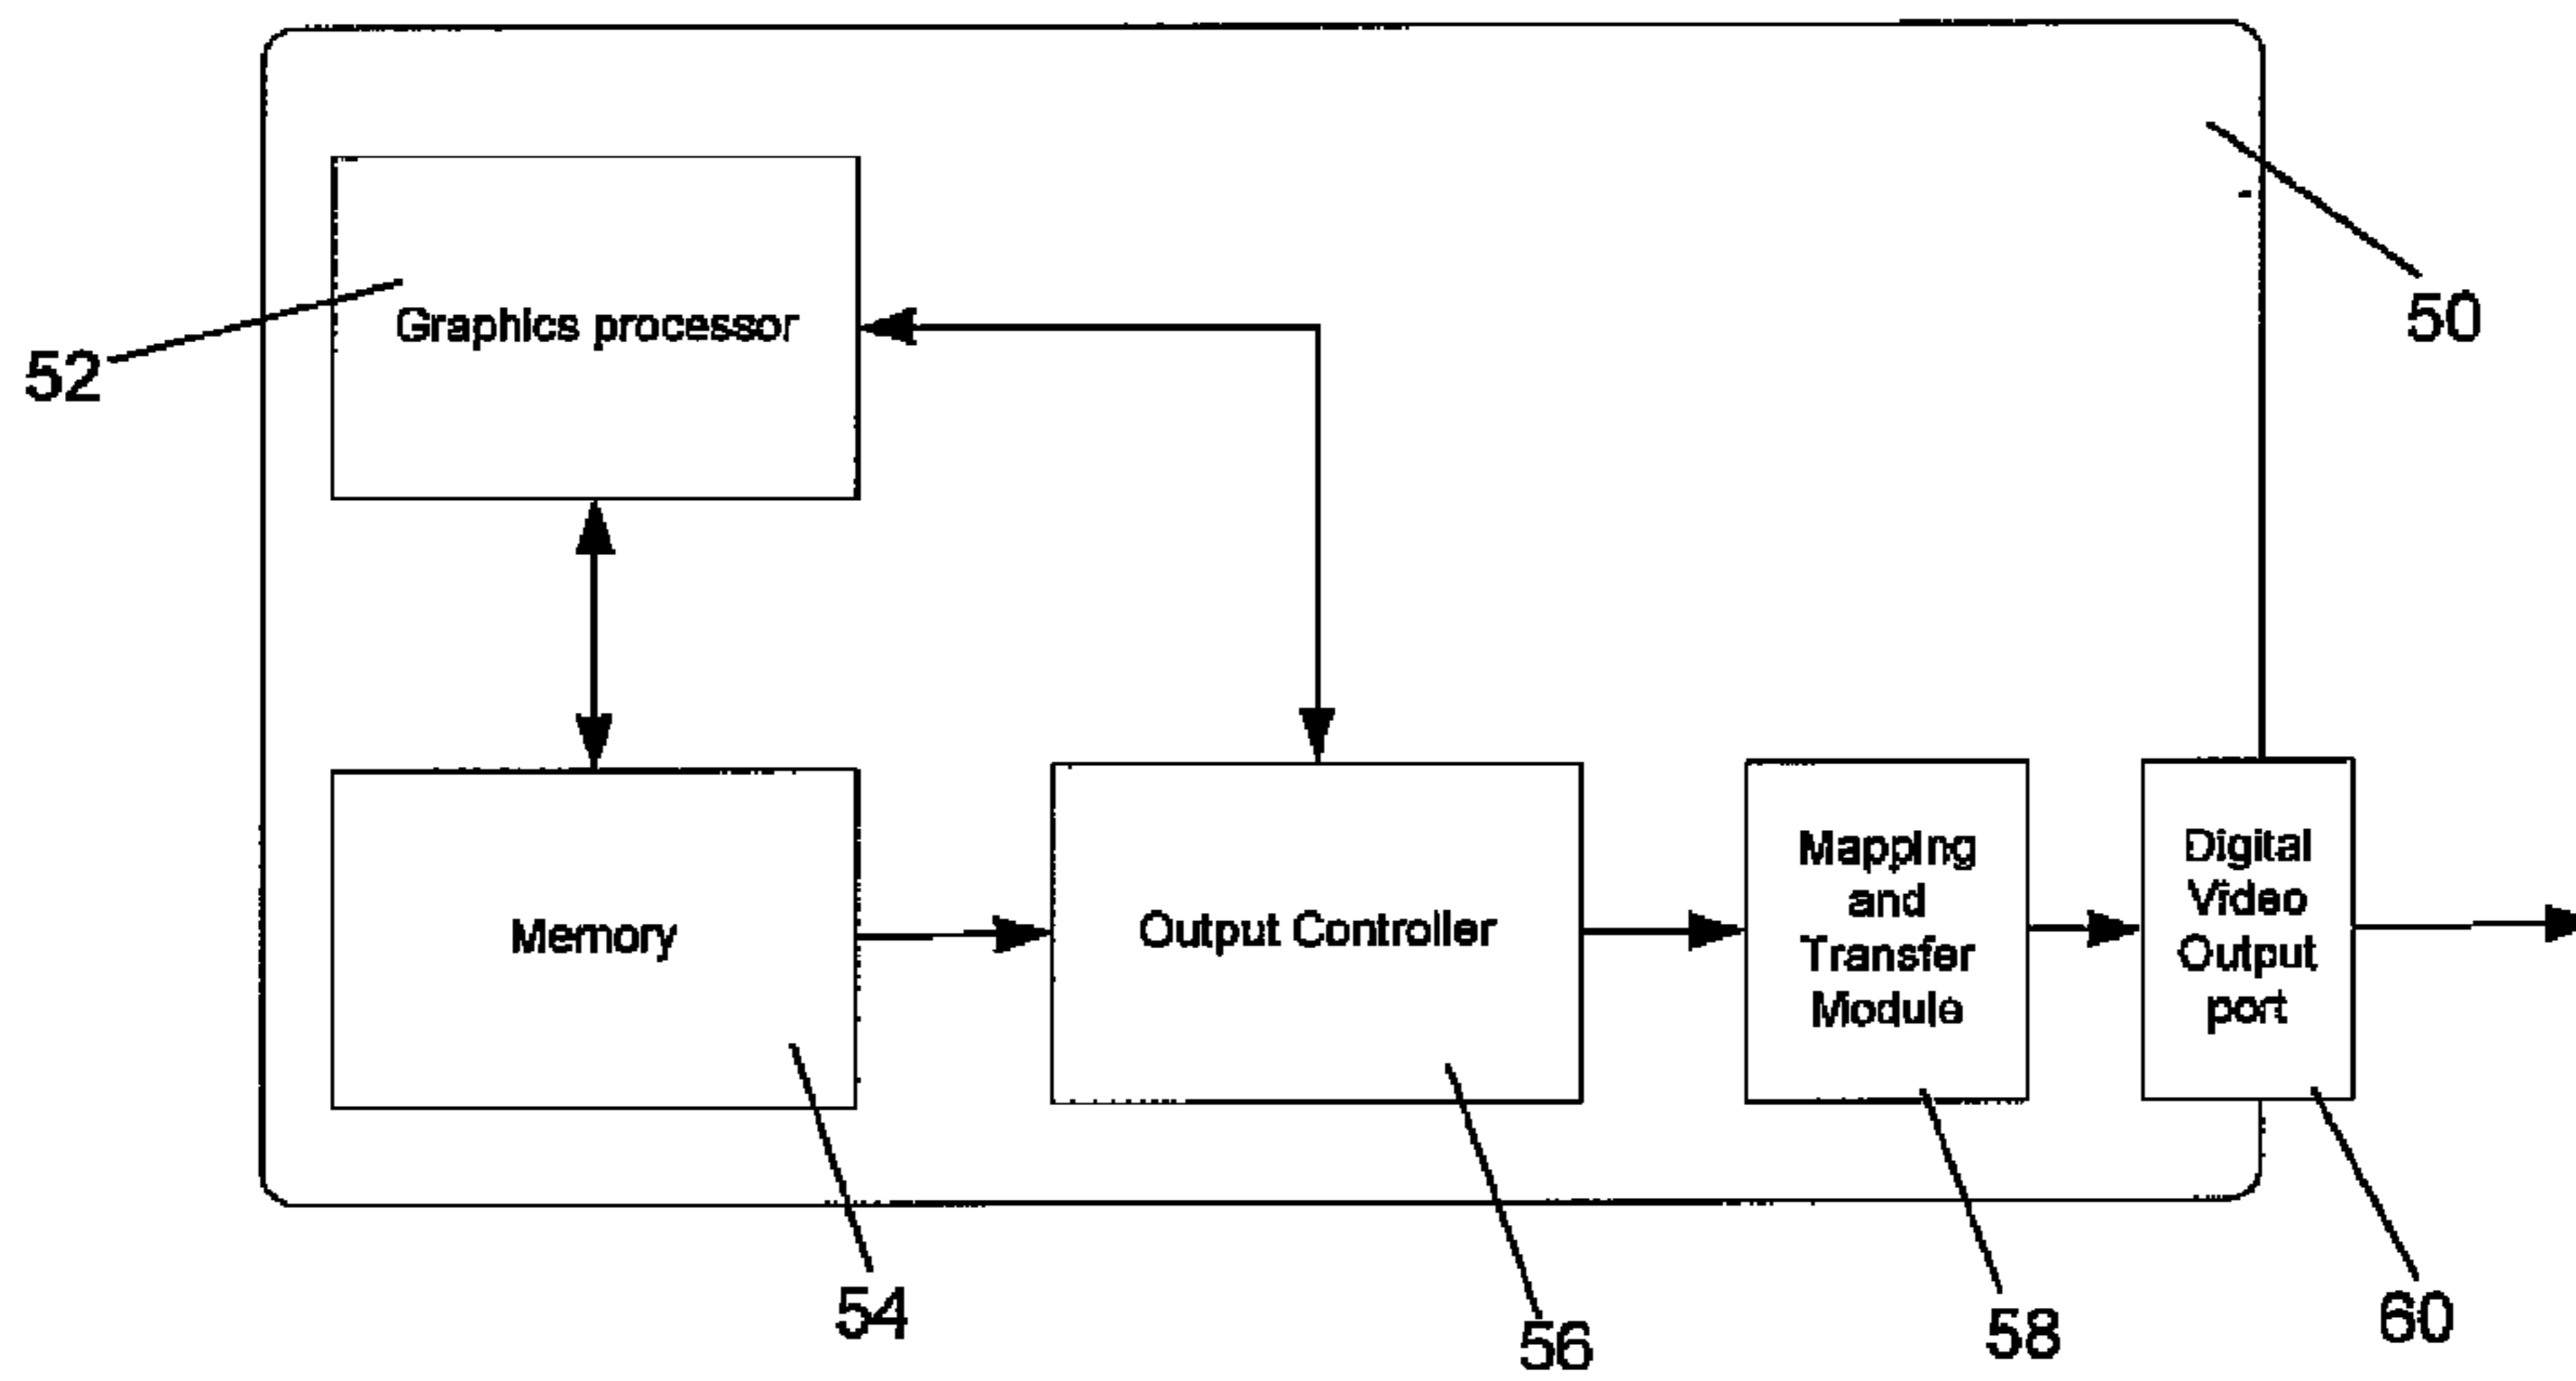 50
Graphics processor
52
Memory
Output Controller
Mapping
and
Transfer
Module
Digital
Video
Output
port
54
56
58
60